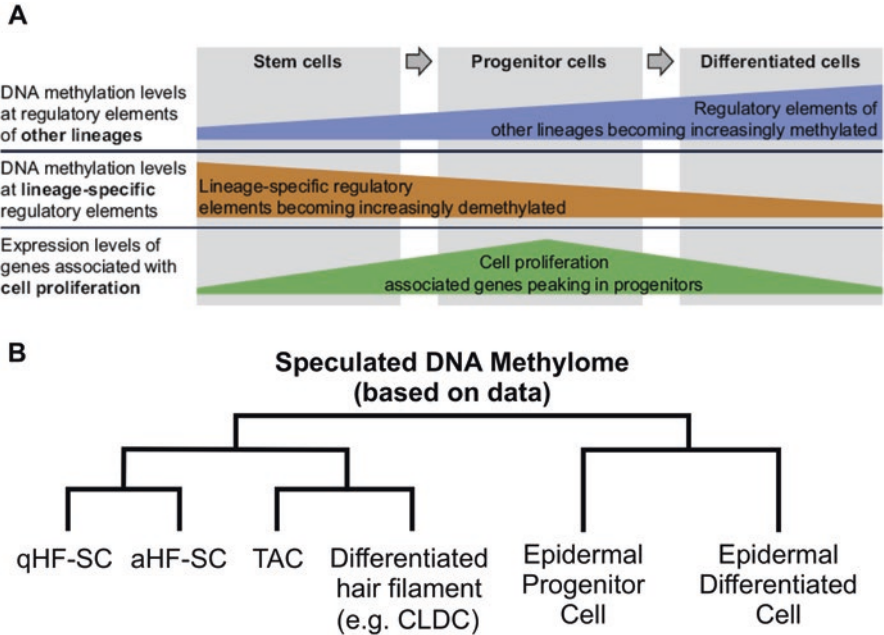 A
Stem cells
Progenitor cells
Differentiated cells
DNA methylation levels
at regulatory elements
of other lineages
Regulatory elements of
other lineages becoming increasingly methylated
DNA methylation levels
at lineage-specific
regulatory elements
Lineage-specific regulatory
elements becoming increasingly demethylated
Expression levels of
genes associated with
cell proliferation
Cell proliferation
associated genes peaking in progenitors
B
Speculated DNA Methylome
(based on data)
qHF-SC
aHF-SC
TAC
Differentiated
hair filament
(e.g. CLDC)
Epidermal
Progenitor
Cell
Epidermal
Differentiated
Cell